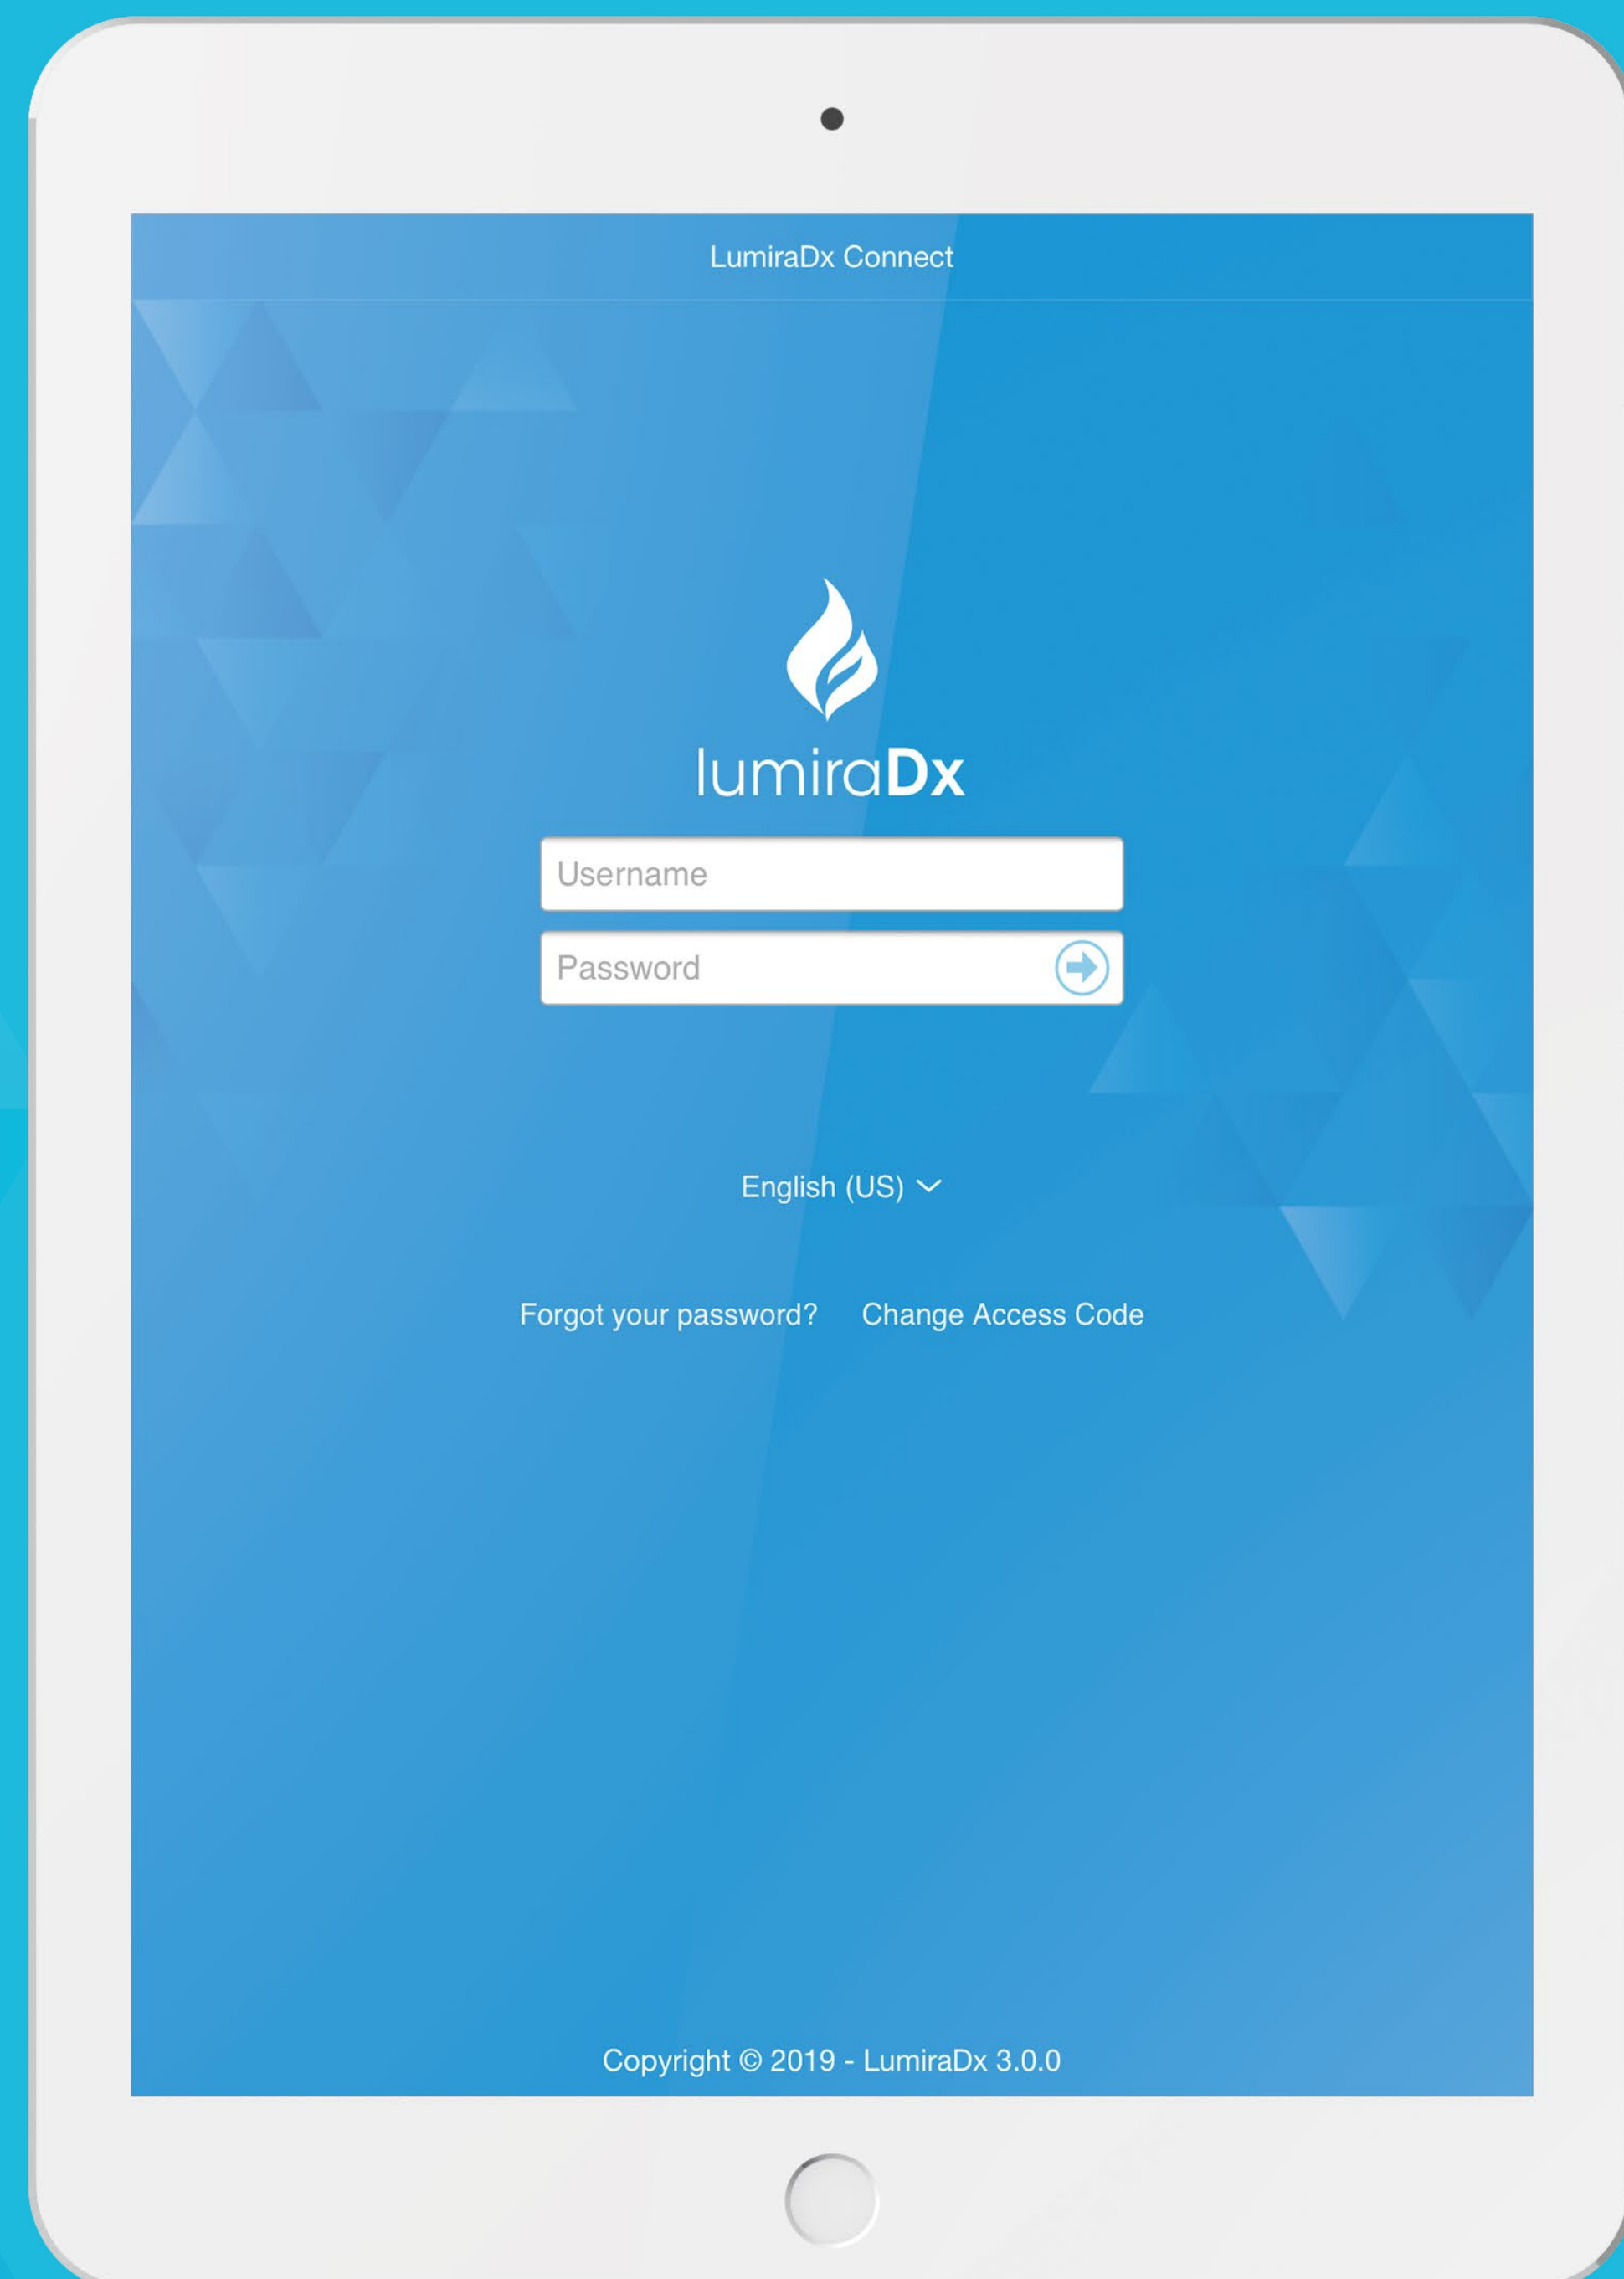 LumiraDx Connect
lumiraDx
Username
Password
English (US)
Forgot your password? Change Access Code
Copyright © 2019 - LumiraDx 3.0.0